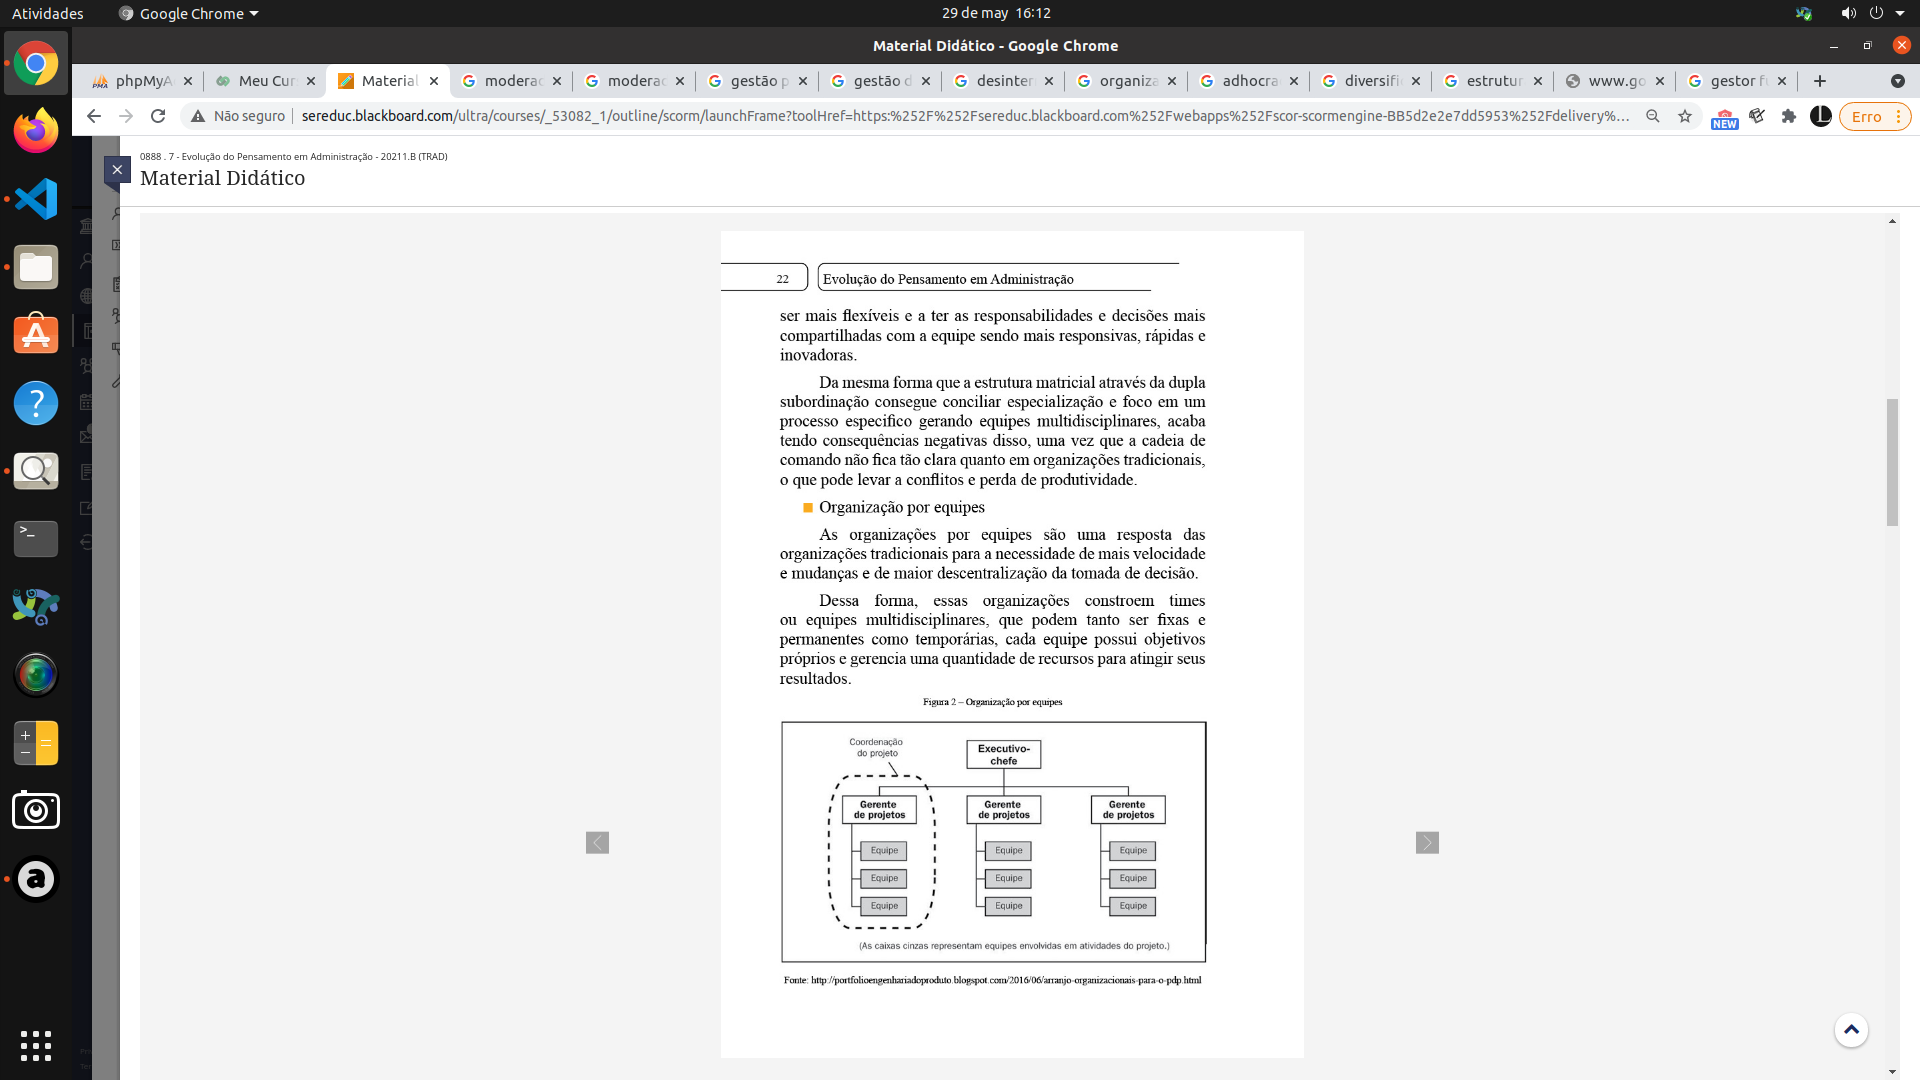 Atividades
Google Chrome
29 de may 16:12
Material Didático - Google Chrome
phpMyA
Meu Cur
Material
moderac
moderac
gestão p
gestão d
desinter
organiza
adhocra
diversifi
estrutur
www.go
gestor f
Não seguro
sereduc.blackboard.com/ultra/courses/_53082_1/outline/scorm/launchFrame?toolHref=https:%252F%252Fsereduc.blackboard.com%252Fwebapps%252Fscor-scormengine-BB5d2e2e7dd5953%252Fdelivery%...
NEW
Erro
0888 . 7 - Evolução do Pensamento em Administração - 20211.B (TRAD)
Material Didático
22
Evolução do Pensamento em Administração
ser mais flexíveis e a ter as responsabilidades e decisões mais
compartilhadas com a equipe sendo mais responsivas, rápidas e
inovadoras.
Da mesma forma que a estrutura matricial através da dupla
subordinação consegue conciliar especialização e foco em um
processo específico gerando equipes multidisciplinares, acaba
tendo consequências negativas disso, uma vez que a cadeia de
comando não fica tão clara quanto em organizações tradicionais,
o que pode levar a conflitos e perda de produtividade.
Organização por equipes
As organizações por equipes são uma resposta das
organizações tradicionais para a necessidade de mais velocidade
e mudanças e de maior descentralização da tomada de decisão.
Dessa forma, essas organizações constroem times
ou equipes multidisciplinares, que podem tanto ser fixas e
permanentes como temporárias, cada equipe possui objetivos
próprios e gerencia uma quantidade de recursos para atingir seus
resultados.
Figura 2 – Organização por equipes
Coordenação
do projeto
Executivo-
chefe
Gerente
de projetos
Gerente
de projetos
Gerente
de projetos
Equipe
Equipe
Equipe
Equipe
Equipe
Equipe
Equipe
Equipe
Equipe
(As caixas cinzas representam equipes envolvidas em atividades do projeto.)
Fonte: http://portfolioengenhariadoproduto.blogspot.com/2016/06/arranjo-organizacionais-para-o-pdp.html